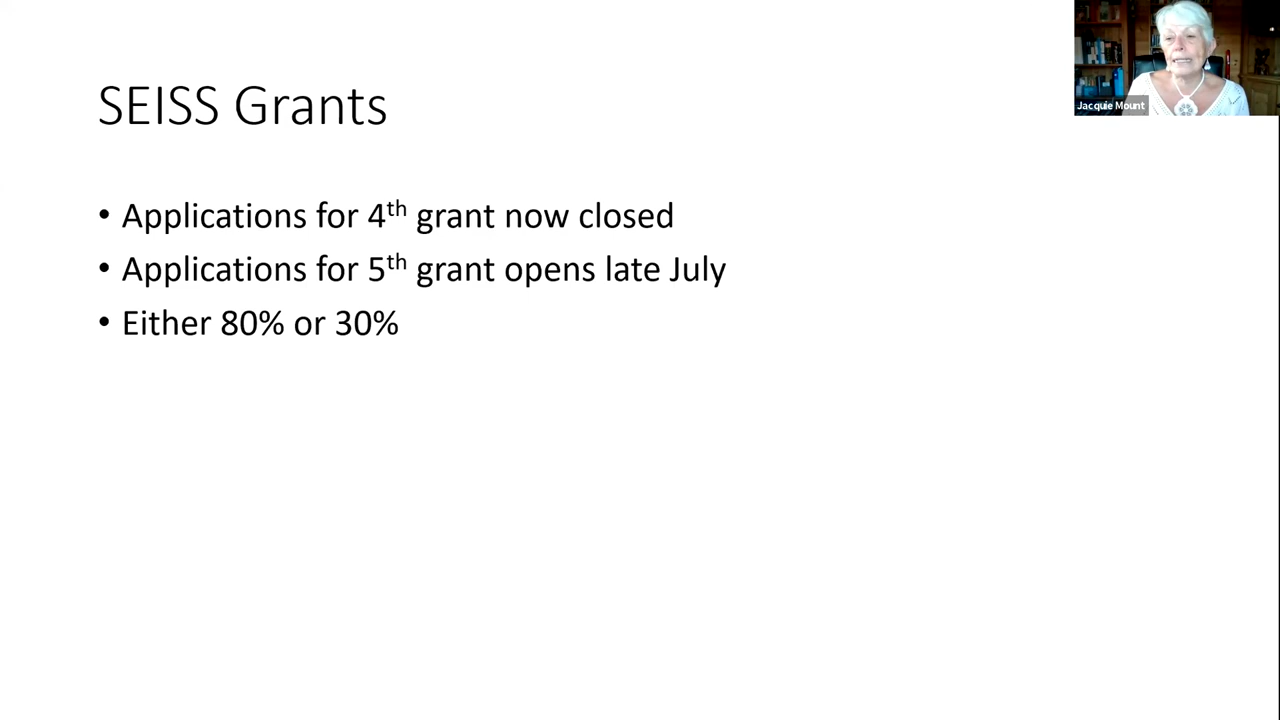 SEISS Grants
• Applications for 4th grant now closed
• Applications for 5th grant opens late July
• Either 80% or 30%
Jacquie Mount